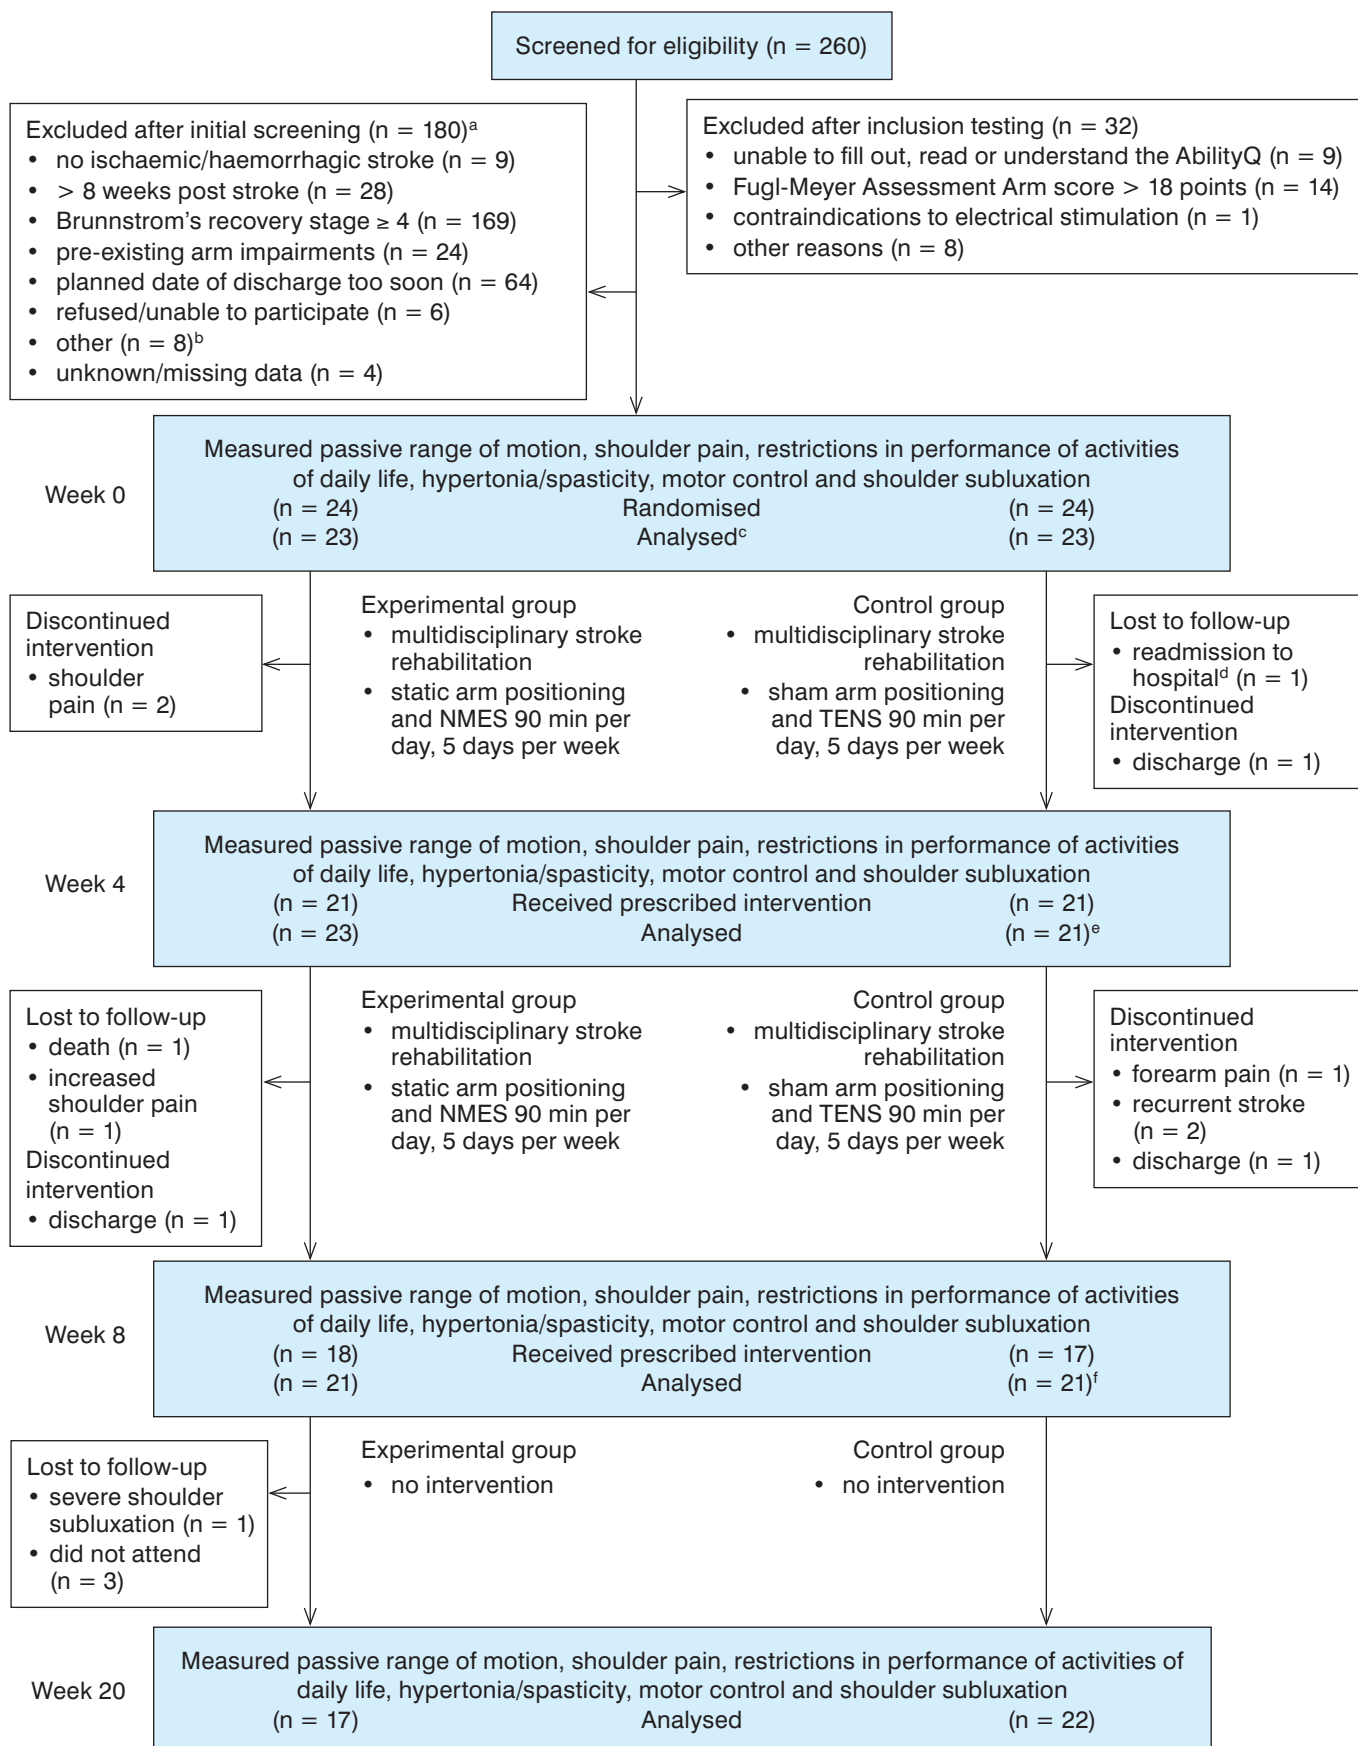 Screened for eligibility (n = 260)
Excluded after initial screening (n = 180)ᵃ
• no ischaemic/haemorrhagic stroke (n = 9)
• > 8 weeks post stroke (n = 28)
• Brunnstrom's recovery stage ≥ 4 (n = 169)
• pre-existing arm impairments (n = 24)
• planned date of discharge too soon (n = 64)
• refused/unable to participate (n = 6)
• other (n = 8)ᵇ
• unknown/missing data (n = 4)
Excluded after inclusion testing (n = 32)
• unable to fill out, read or understand the AbilityQ (n = 9)
• Fugl-Meyer Assessment Arm score > 18 points (n = 14)
• contraindications to electrical stimulation (n = 1)
• other reasons (n = 8)
Week 0
Measured passive range of motion, shoulder pain, restrictions in performance of activities
of daily life, hypertonia/spasticity, motor control and shoulder subluxation
(n = 24) Randomised (n = 24)
(n = 23) Analysedᶜ (n = 23)
Discontinued
intervention
• shoulder
pain (n = 2)
Experimental group
• multidisciplinary stroke
rehabilitation
• static arm positioning
and NMES 90 min per
day, 5 days per week
Control group
• multidisciplinary stroke
rehabilitation
• sham arm positioning
and TENS 90 min per
day, 5 days per week
Lost to follow-up
• readmission to
hospitalᵈ (n = 1)
Discontinued
intervention
• discharge (n = 1)
Week 4
Measured passive range of motion, shoulder pain, restrictions in performance of activities
of daily life, hypertonia/spasticity, motor control and shoulder subluxation
(n = 21) Received prescribed intervention (n = 21)
(n = 23) Analysed (n = 21)ᵉ
Lost to follow-up
• death (n = 1)
• increased
shoulder pain
(n = 1)
Discontinued
intervention
• discharge (n = 1)
Experimental group
• multidisciplinary stroke
rehabilitation
• static arm positioning
and NMES 90 min per
day, 5 days per week
Control group
• multidisciplinary stroke
rehabilitation
• sham arm positioning
and TENS 90 min per
day, 5 days per week
Discontinued
intervention
• forearm pain (n = 1)
• recurrent stroke
(n = 2)
• discharge (n = 1)
Week 8
Measured passive range of motion, shoulder pain, restrictions in performance of activities
of daily life, hypertonia/spasticity, motor control and shoulder subluxation
(n = 18) Received prescribed intervention (n = 17)
(n = 21) Analysed (n = 21)ᶠ
Lost to follow-up
• severe shoulder
subluxation (n = 1)
• did not attend
(n = 3)
Experimental group
• no intervention
Control group
• no intervention
Week 20
Measured passive range of motion, shoulder pain, restrictions in performance of activities of
daily life, hypertonia/spasticity, motor control and shoulder subluxation
(n = 17) Analysed (n = 22)